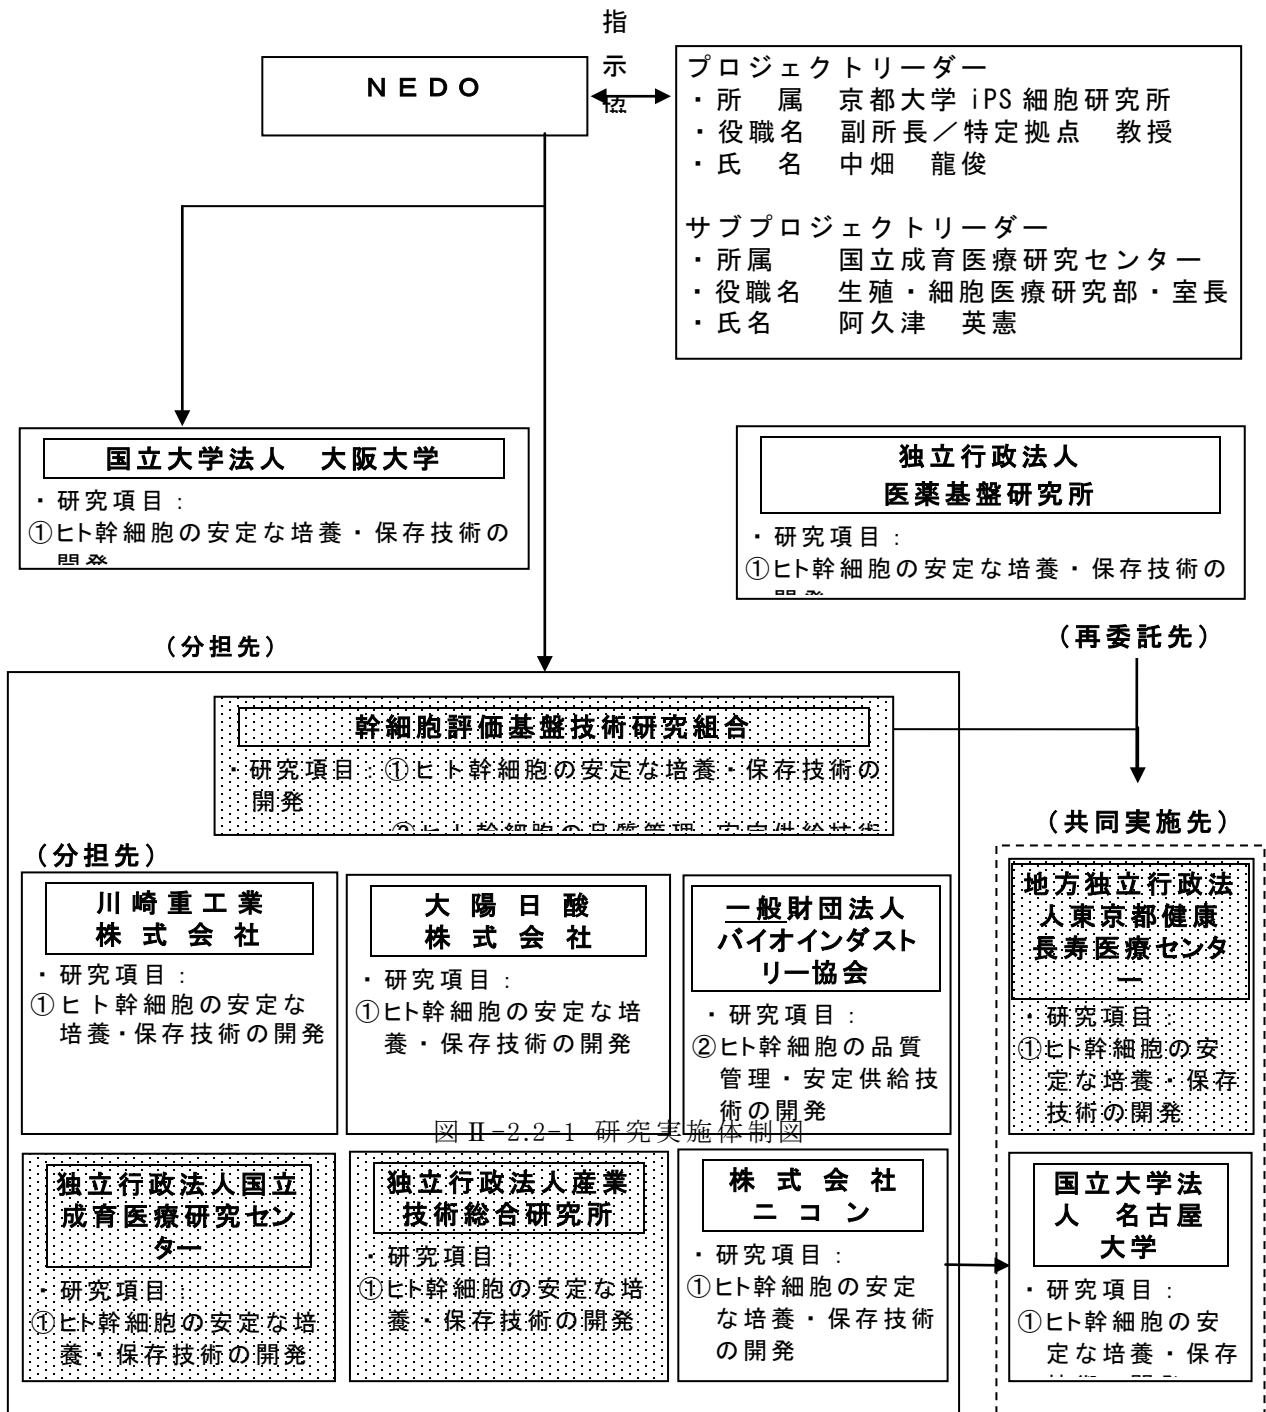 指
示
NEDO
プロジェクトリーダー
・所　属　京都大学 iPS 細胞研究所
・役職名　副所長／特定拠点　教授
・氏　名　中畑　龍俊
サブプロジェクトリーダー
・所属　　国立成育医療研究センター
・役職名　生殖・細胞医療研究部・室長
・氏名　　阿久津　英憲
国立大学法人　大阪大学
・研究項目：
①ヒト幹細胞の安定な培養・保存技術の
独立行政法人
医薬基盤研究所
・研究項目：
①ヒト幹細胞の安定な培養・保存技術の
（分担先）
（再委託先）
幹細胞評価基盤技術研究組合
・研究項目：①ヒト幹細胞の安定な培養・保存技術の
開発
②ヒト幹細胞の品質管理・安定供給技術
（共同実施先）
（分担先）
川崎重工業
株式会社
・研究項目：
①ヒト幹細胞の安定な
培養・保存技術の開発
大陽日酸
株式会社
・研究項目：
①ヒト幹細胞の安定な培
養・保存技術の開発
一般財団法人
バイオインダスト
リー協会
・研究項目：
②ヒト幹細胞の品質
管理・安定供給技
術の開発
地方独立行政法
人東京都健康
長寿医療センタ
ー
・研究項目：
①ヒト幹細胞の安
定な培養・保存
技術の開発
図Ⅱ-2.2-1 研究実施体制図
独立行政法人国立
成育医療研究セン
ター
・研究項目：
①ヒト幹細胞の安定な培
養・保存技術の開発
独立行政法人産業
技術総合研究所
・研究項目：
①ヒト幹細胞の安定な培
養・保存技術の開発
株式会社
ニコン
・研究項目：
①ヒト幹細胞の安定
な培養・保存技術
の開発
国立大学法
人　名古屋
大学
・研究項目：
①ヒト幹細胞の安
定な培養・保存